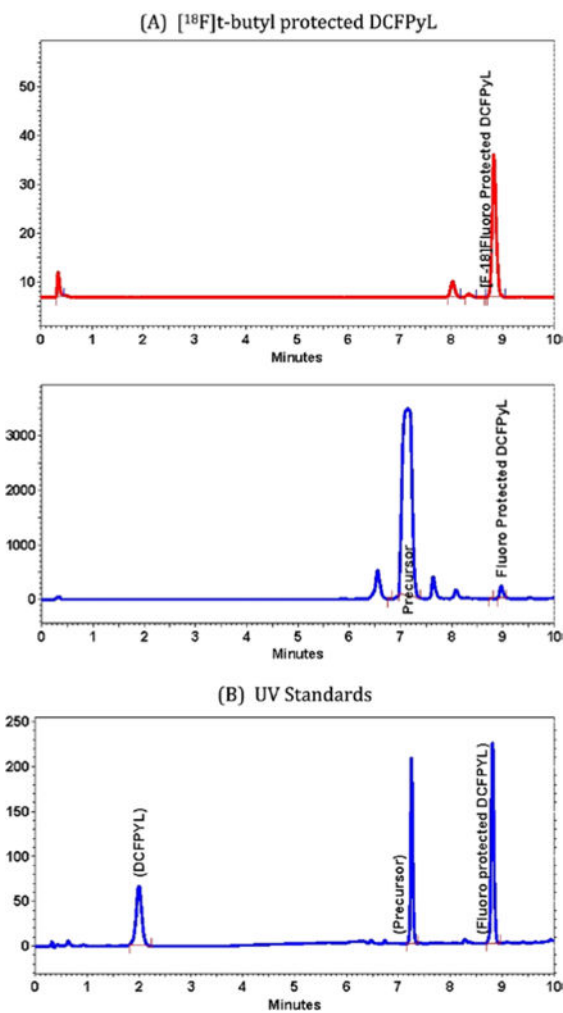 (A) [¹⁸F]t-butyl protected DCFPyL
50
40
30
20
10
[F-18]Fluoro Protected DCFPyL
0 1 2 3 4 5 6 7 8 9 10
Minutes
3000
2000
1000
0
Precursor
Fluoro Protected DCFPyL
0 1 2 3 4 5 6 7 8 9 10
Minutes
(B) UV Standards
250
200
150
100
50
0
(DCFPYL)
(Precursor)
(Fluoro protected DCFPYL)
0 1 2 3 4 5 6 7 8 9 10
Minutes